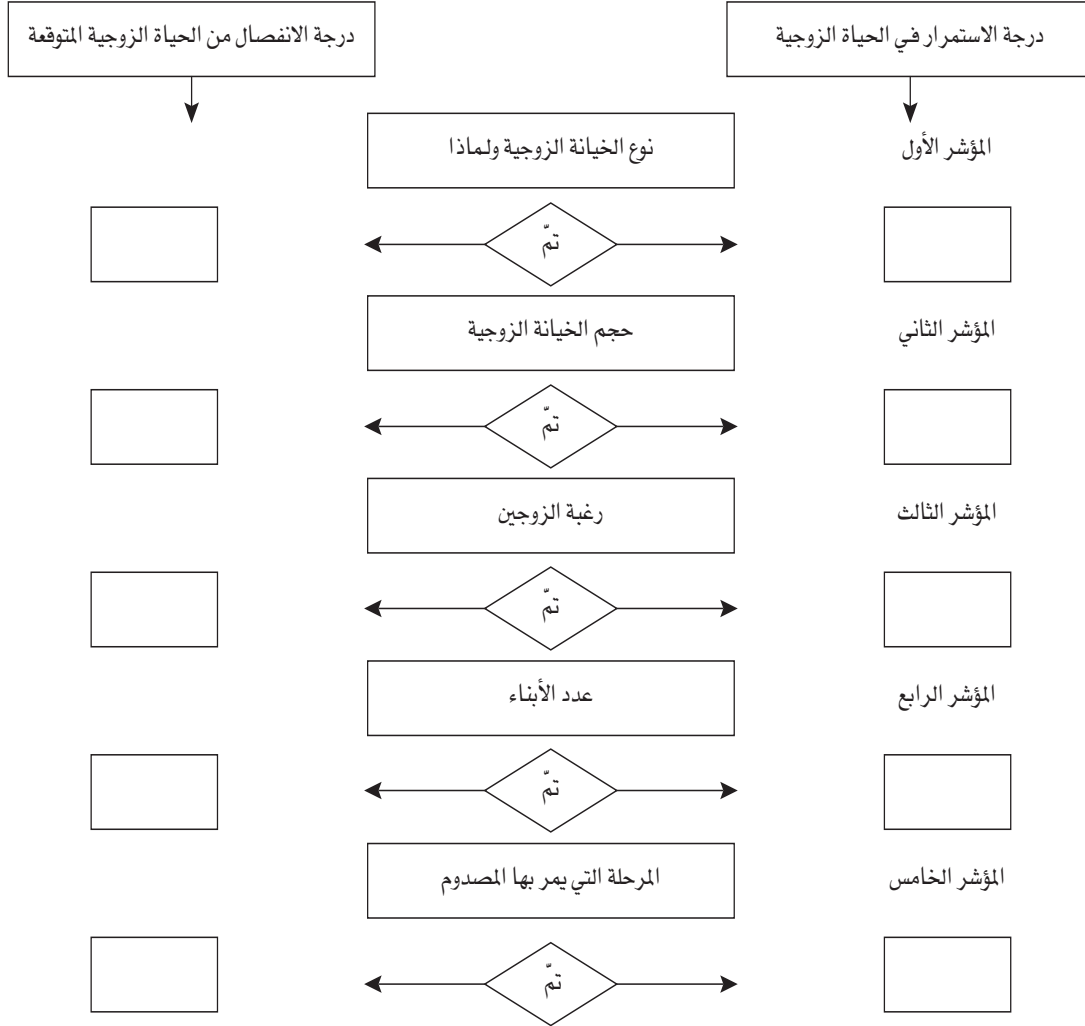 درجة الاستمرار في الحياة الزوجية
درجة الانفصال من الحياة الزوجية المتوقعة
المؤشر الأول
نوع الخيانة الزوجية ولماذا
تمّ
المؤشر الثاني
حجم الخيانة الزوجية
تمّ
المؤشر الثالث
رغبة الزوجين
تمّ
المؤشر الرابع
عدد الأبناء
تمّ
المؤشر الخامس
المرحلة التي يمر بها المصدوم
تمّ